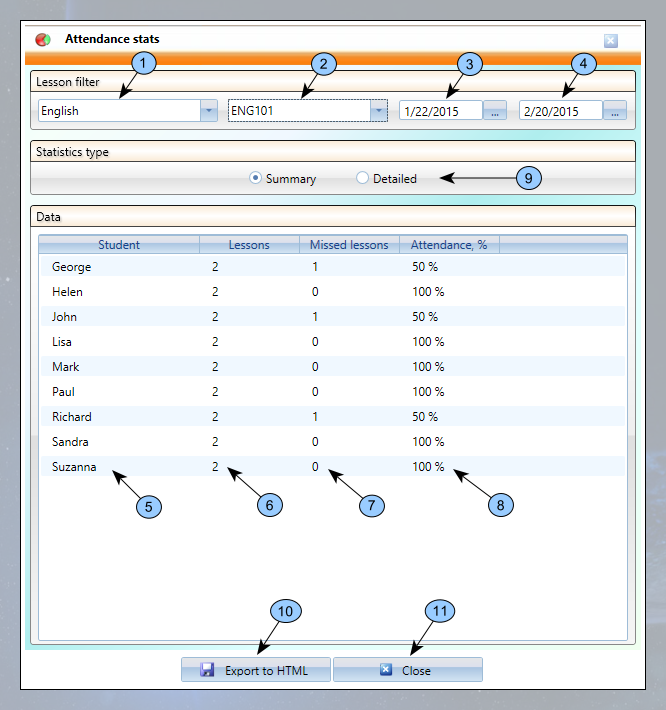 Attendance stats
1 2 3 4
Lesson filter
English ENG101 1/22/2015 ... 2/20/2015 ...
Statistics type
Summary Detailed 9
Data
Student Lessons Missed lessons Attendance, %
George 2 1 50 %
Helen 2 0 100 %
John 2 1 50 %
Lisa 2 0 100 %
Mark 2 0 100 %
Paul 2 0 100 %
Richard 2 1 50 %
Sandra 2 0 100 %
Suzanna 2 0 100 %
5 6 7 8
10 11
Export to HTML Close